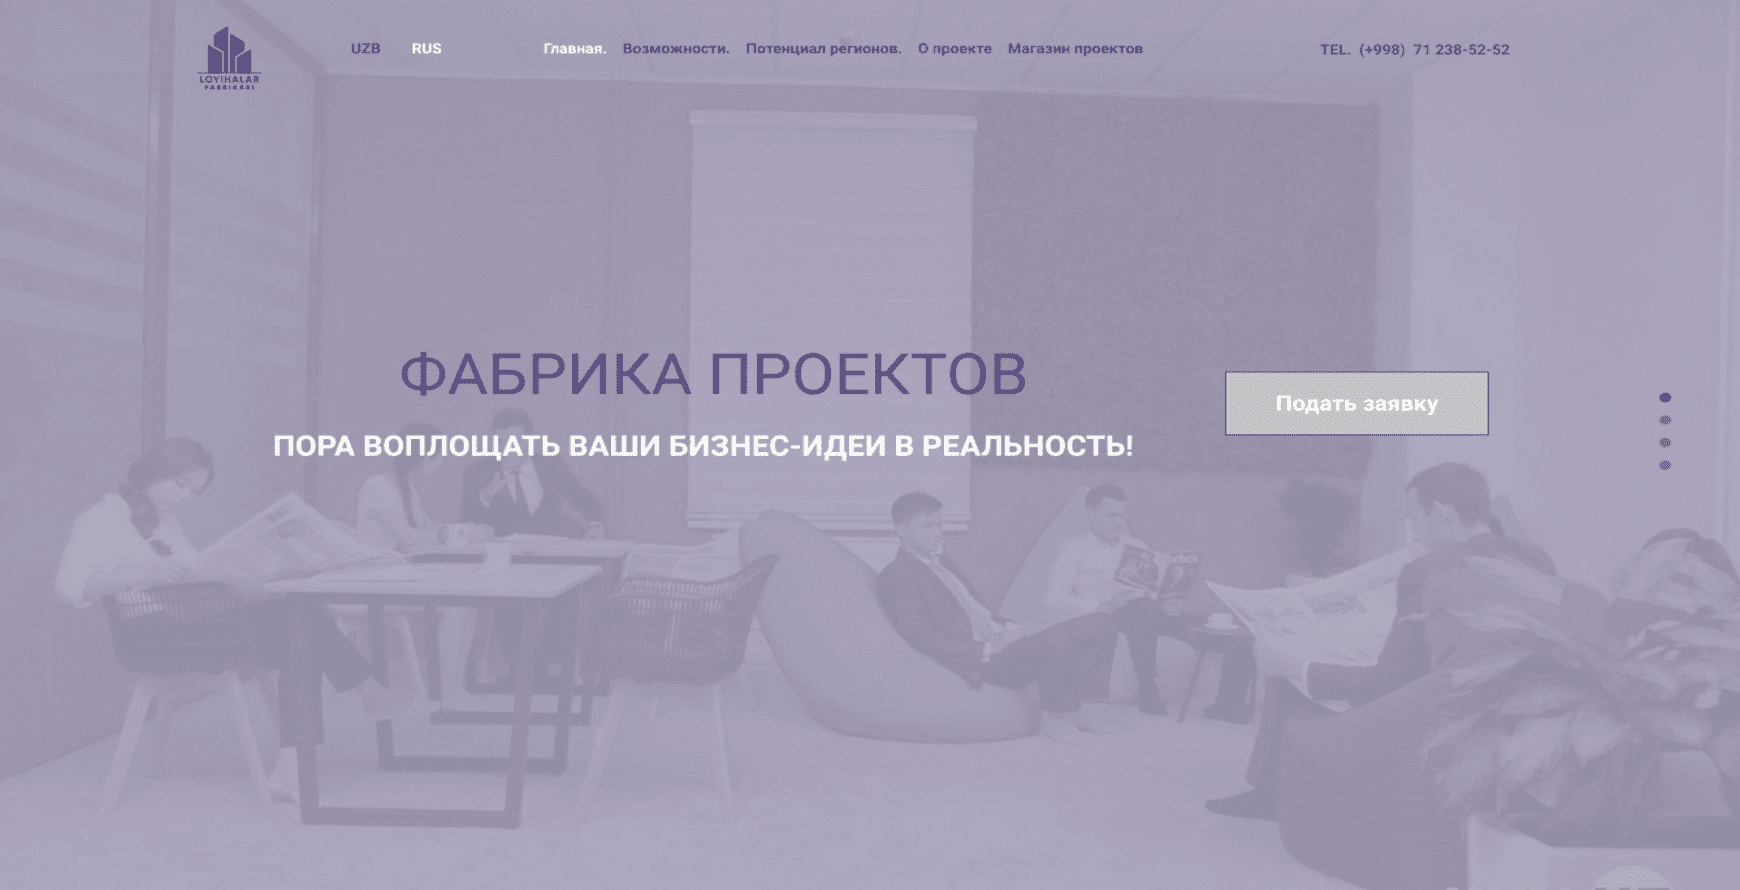 LOYIHALAR
FABRIKASI
UZB RUS Главная. Возможности. Потенциал регионов. О проекте Магазин проектов TEL. (+998) 71 238-52-52
ФАБРИКА ПРОЕКТОВ
Подать заявку
ПОРА ВОПЛОЩАТЬ ВАШИ БИЗНЕС-ИДЕИ В РЕАЛЬНОСТЬ!